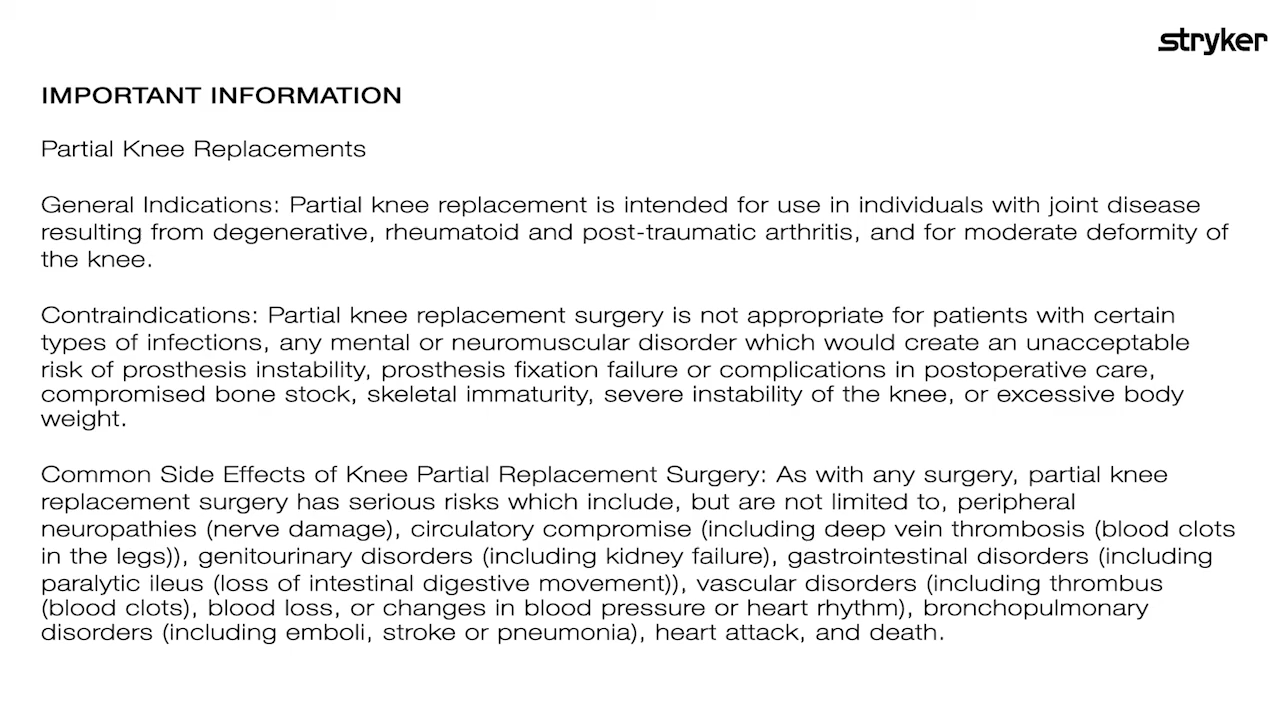 stryker
IMPORTANT INFORMATION
Partial Knee Replacements
General Indications: Partial knee replacement is intended for use in individuals with joint disease
resulting from degenerative, rheumatoid and post-traumatic arthritis, and for moderate deformity of
the knee.
Contraindications: Partial knee replacement surgery is not appropriate for patients with certain
types of infections, any mental or neuromuscular disorder which would create an unacceptable
risk of prosthesis instability, prosthesis fixation failure or complications in postoperative care,
compromised bone stock, skeletal immaturity, severe instability of the knee, or excessive body
weight.
Common Side Effects of Knee Partial Replacement Surgery: As with any surgery, partial knee
replacement surgery has serious risks which include, but are not limited to, peripheral
neuropathies (nerve damage), circulatory compromise (including deep vein thrombosis (blood clots
in the legs)), genitourinary disorders (including kidney failure), gastrointestinal disorders (including
paralytic ileus (loss of intestinal digestive movement)), vascular disorders (including thrombus
(blood clots), blood loss, or changes in blood pressure or heart rhythm), bronchopulmonary
disorders (including emboli, stroke or pneumonia), heart attack, and death.